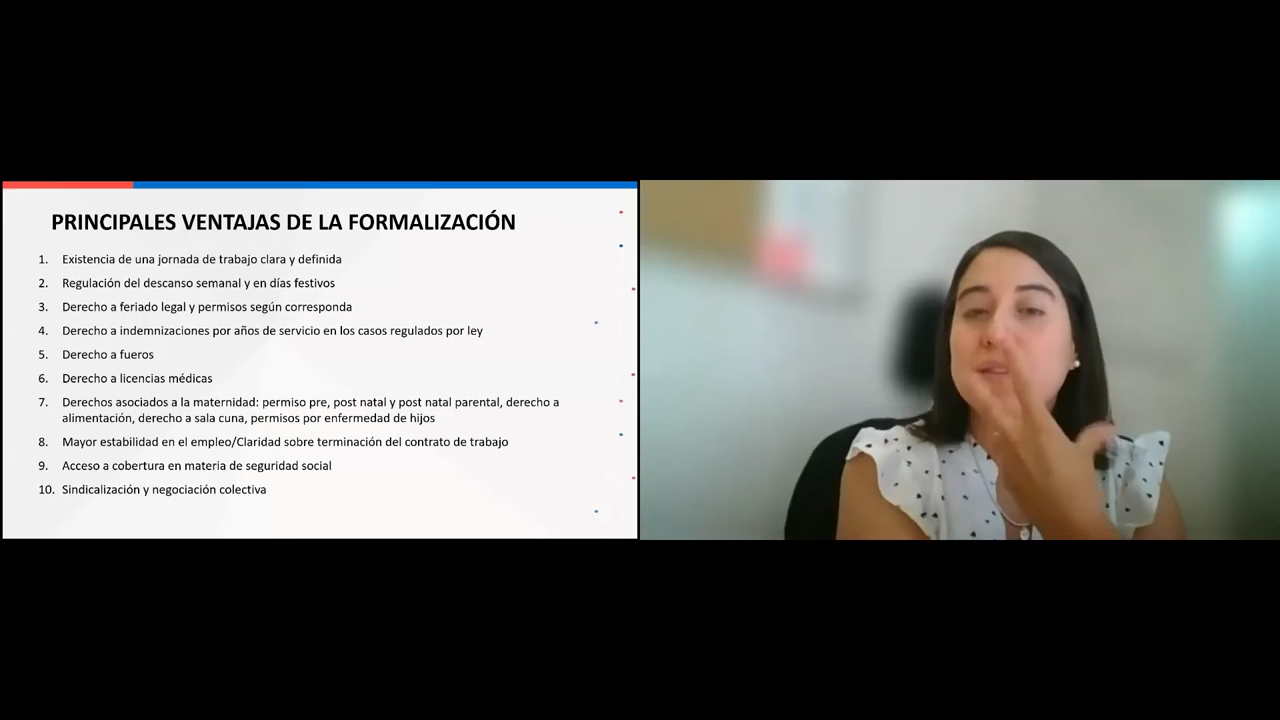 PRINCIPALES VENTAJAS DE LA FORMALIZACIÓN
1. Existencia de una jornada de trabajo clara y definida
2. Regulación del descanso semanal y en días festivos
3. Derecho a feriado legal y permisos según corresponda
4. Derecho a indemnizaciones por años de servicio en los casos regulados por ley
5. Derecho a fueros
6. Derecho a licencias médicas
7. Derechos asociados a la maternidad: permiso pre, post natal y post natal parental, derecho a
alimentación, derecho a sala cuna, permisos por enfermedad de hijos
8. Mayor estabilidad en el empleo/Claridad sobre terminación del contrato de trabajo
9. Acceso a cobertura en materia de seguridad social
10. Sindicalización y negociación colectiva